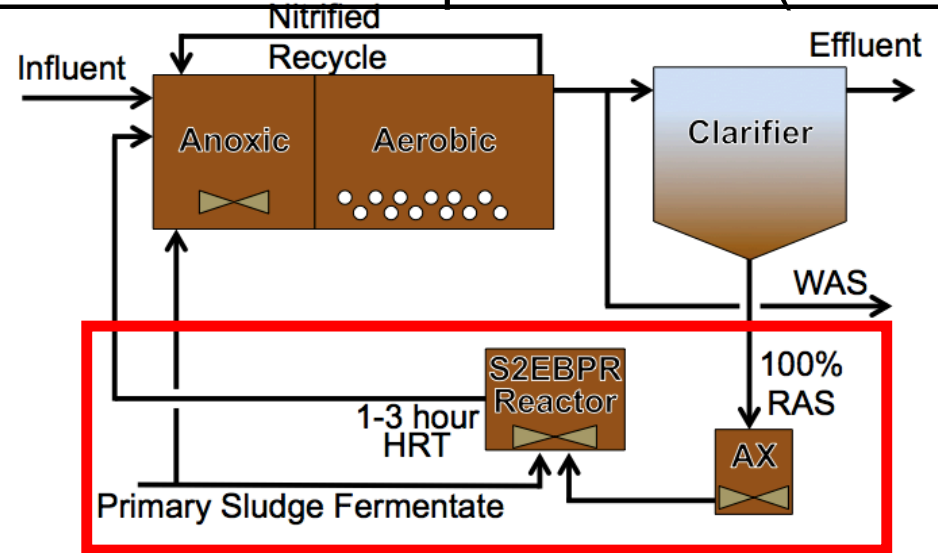 Nitrified
Recycle
Influent
Effluent
Anoxic
Aerobic
Clarifier
WAS
100%
RAS
S2EBPR
Reactor
1-3 hour
HRT
AX
Primary Sludge Fermentate